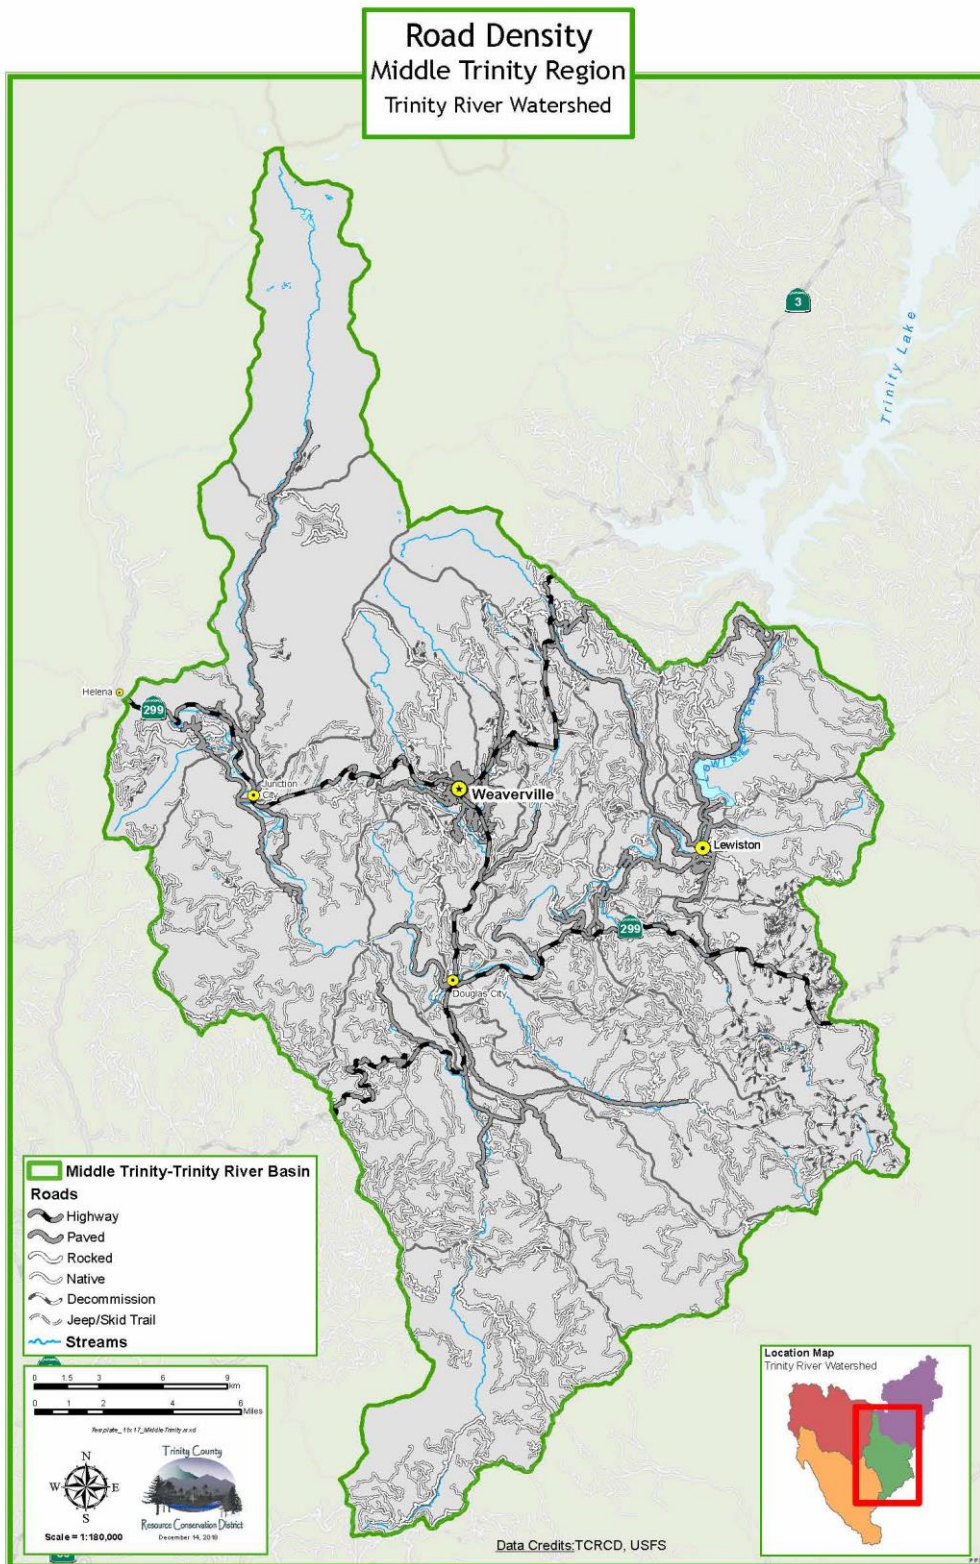 Road Density
Middle Trinity Region
Trinity River Watershed
3
Trinity Lake
Helena
299
Junction
Weaverville
Lewiston
299
Douglas City
Middle Trinity-Trinity River Basin
Roads
Highway
Paved
Rocked
Native
Decommission
Jeep/Skid Trail
Streams
0 1.5 3 6 9
km
0 1 2 4 6
Miles
N
W E
S
Scale = 1:180,000
Trinity County
Resource Conservation District
December 14, 2018
Location Map
Trinity River Watershed
Data Credits:TCRCD, USFS